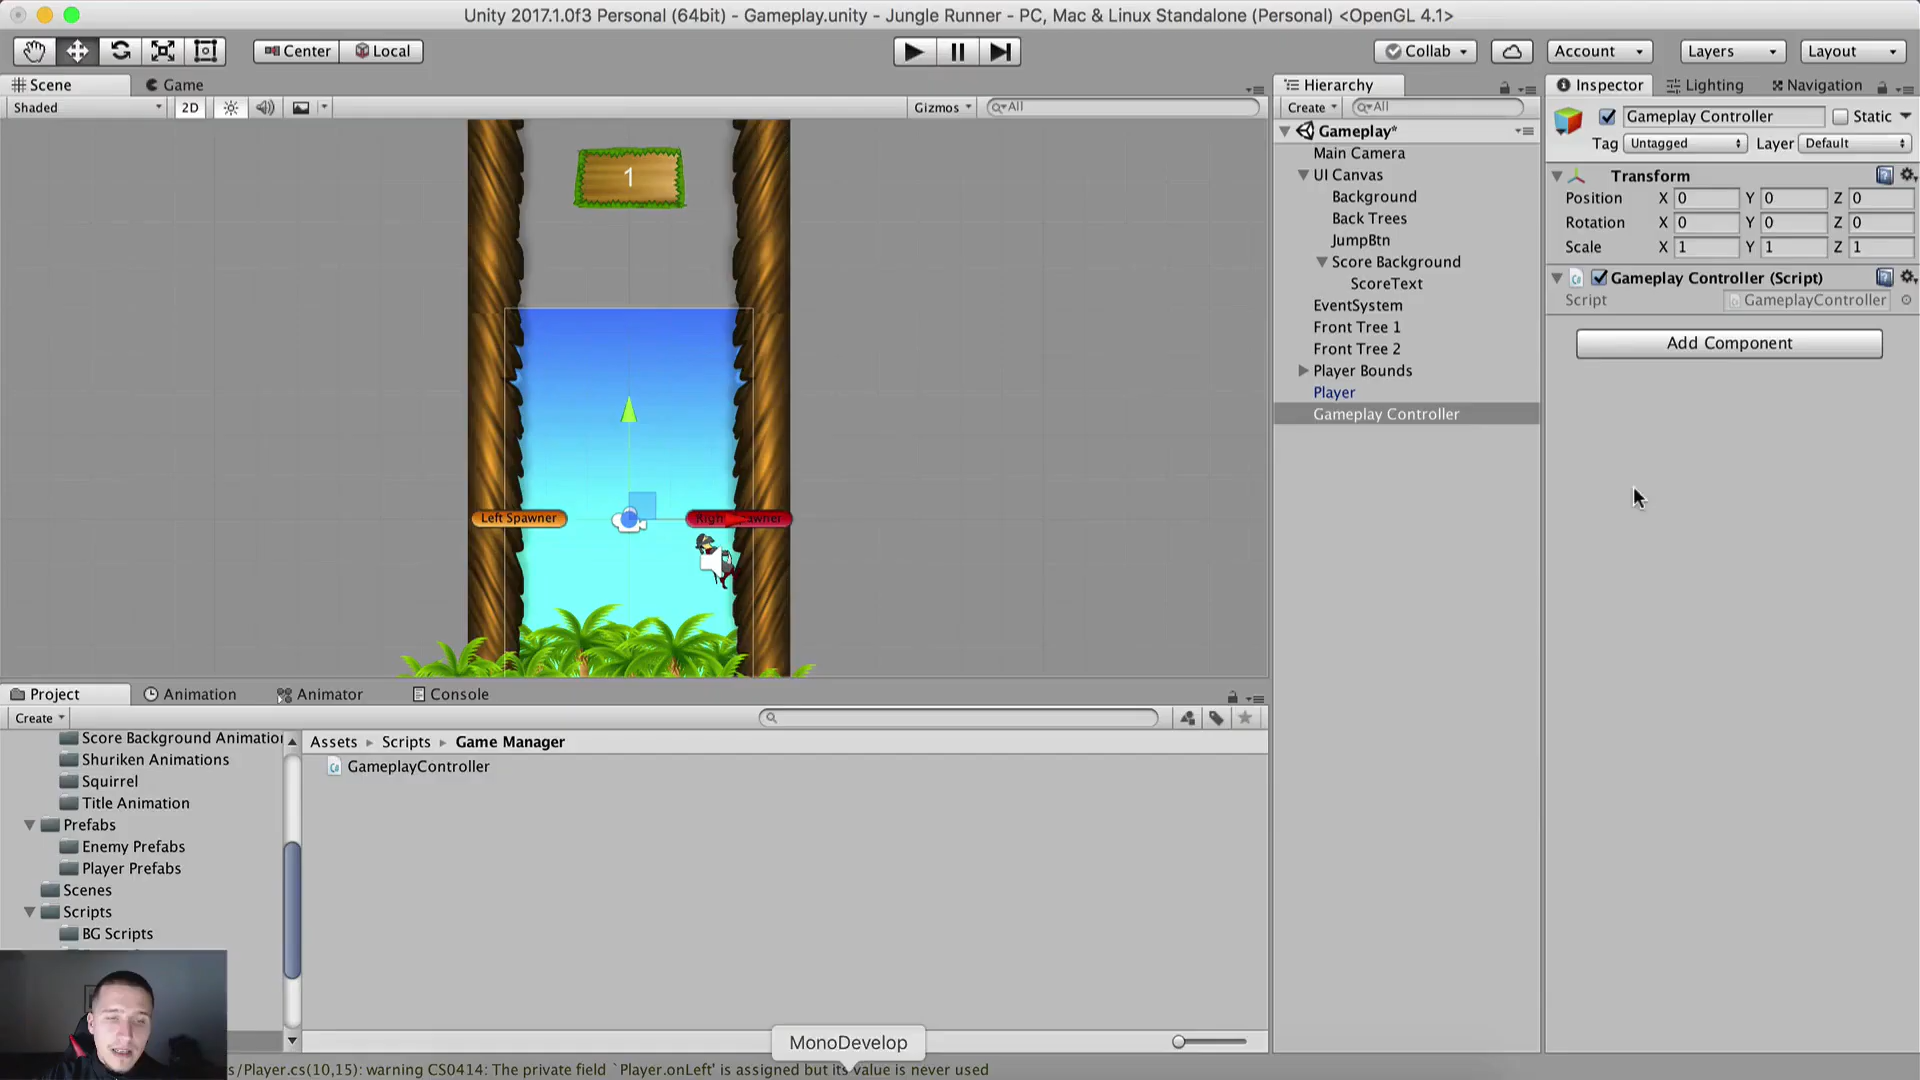 Unity 2017.1.0f3 Personal (64bit) - Gameplay.unity - Jungle Runner - PC, Mac & Linux Standalone (Personal) <OpenGL 4.1>
Center Local Collab Account Layers Layout
Scene Game
Shaded 2D Gizmos All
1
Left Spawner
Hierarchy
Create All
Gameplay*
Main Camera
UI Canvas
Background
Back Trees
JumpBtn
Score Background
ScoreText
EventSystem
Front Tree 1
Front Tree 2
Player Bounds
Player
Gameplay Controller
Inspector Lighting Navigation
Gameplay Controller Static
Tag Untagged Layer Default
Transform
Position X 0 Y 0 Z 0
Rotation X 0 Y 0 Z 0
Scale X 1 Y 1 Z 1
Gameplay Controller (Script)
Script GameplayController
Add Component
Project Animation Animator Console
Create
Score Background Animation
Shuriken Animations
Squirrel
Title Animation
Prefabs
Enemy Prefabs
Player Prefabs
Scenes
Scripts
BG Scripts
Assets Scripts Game Manager
GameplayController
MonoDevelop
s/Player.cs(10,15): warning CS0414: The private field `Player.onLeft' is assigned but its value is never used